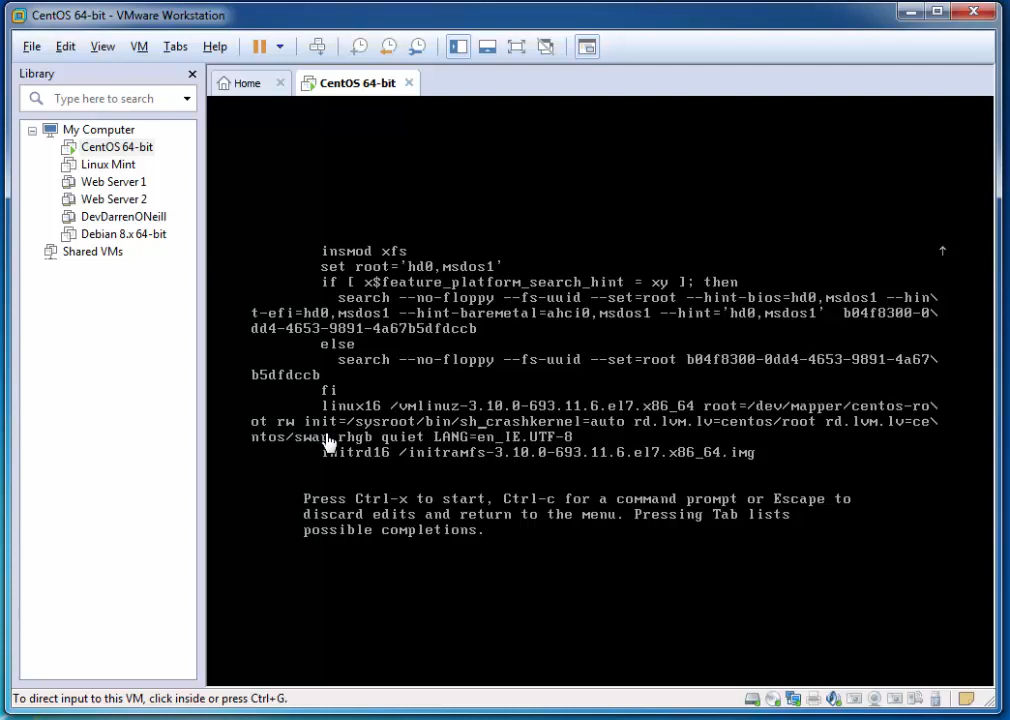 CentOS 64-bit - VMware Workstation
File Edit View VM Tabs Help
Library
Home
CentOS 64-bit
Type here to search
My Computer
CentOS 64-bit
Linux Mint
Web Server 1
Web Server 2
DevDarrenONeill
Debian 8.x 64-bit
Shared VMs
insmod xfs
set root='hd0,msdos1'
if [ x$feature_platform_search_hint = xy ]; then
search --no-floppy --fs-uuid --set=root --hint-bios=hd0,msdos1 --hin\
t-efi=hd0,msdos1 --hint-baremetal=ahci0,msdos1 --hint='hd0,msdos1' b04f8300-0\
dd4-4653-9891-4a67b5dfdccb
else
search --no-floppy --fs-uuid --set=root b04f8300-0dd4-4653-9891-4a67\
b5dfdccb
fi
linux16 /vmlinuz-3.10.0-693.11.6.el7.x86_64 root=/dev/mapper/centos-ro\
ot rw init=/sysroot/bin/sh_crashkernel=auto rd.lvm.lv=centos/root rd.lvm.lv=ce\
ntos/swap rhgb quiet LANG=en_IE.UTF-8
initrd16 /initramfs-3.10.0-693.11.6.el7.x86_64.img
Press Ctrl-x to start, Ctrl-c for a command prompt or Escape to
discard edits and return to the menu. Pressing Tab lists
possible completions.
To direct input to this VM, click inside or press Ctrl+G.